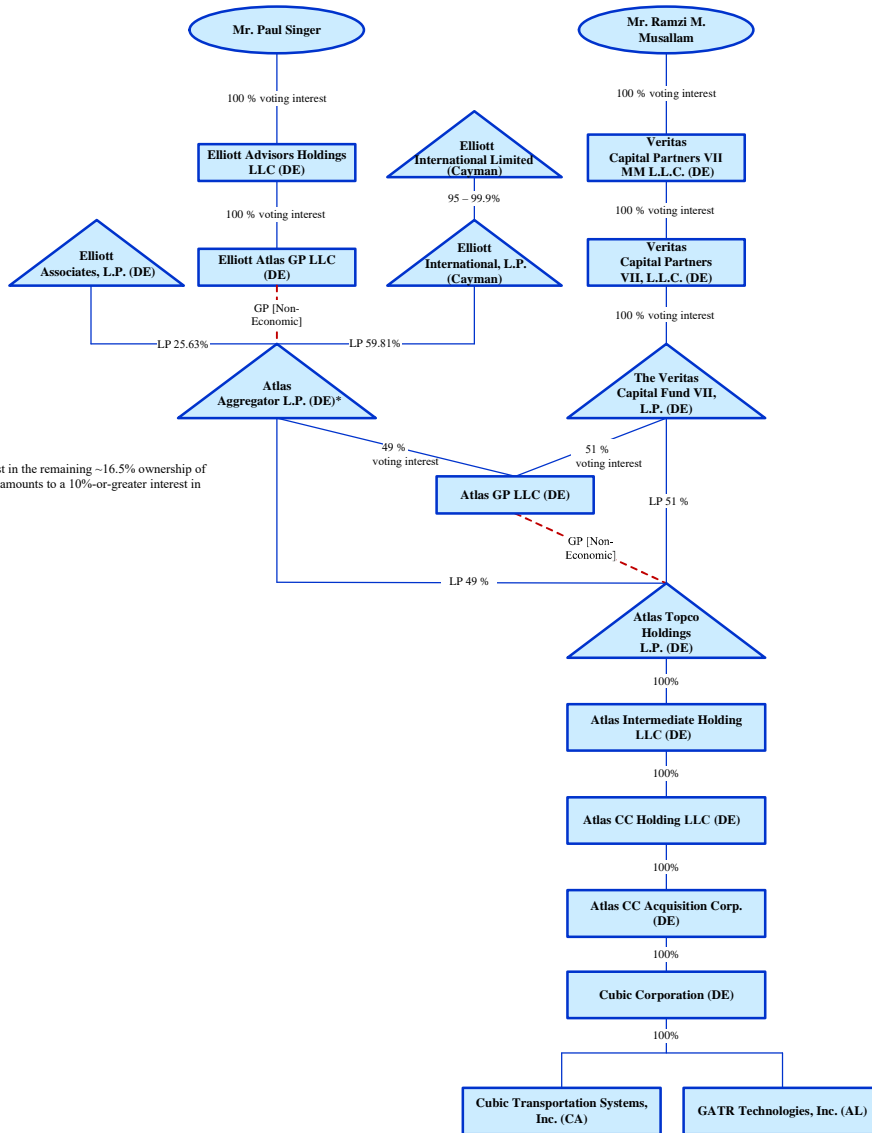 Mr. Paul Singer
Mr. Ramzi M.
Musallam
100 % voting interest
100 % voting interest
Elliott Advisors Holdings
LLC (DE)
Elliott
International Limited
(Cayman)
Veritas
Capital Partners VII
MM L.L.C. (DE)
100 % voting interest
95 – 99.9%
100 % voting interest
Elliott
Associates, L.P. (DE)
Elliott Atlas GP LLC
(DE)
Elliott
International, L.P.
(Cayman)
Veritas
Capital Partners
VII, L.L.C. (DE)
GP [Non-
Economic]
100 % voting interest
LP 25.63%
LP 59.81%
Atlas
Aggregator L.P. (DE)*
The Veritas
Capital Fund VII,
L.P. (DE)
49 %
voting interest
51 %
voting interest
st in the remaining ~16.5% ownership of
amounts to a 10%-or-greater interest in
Atlas GP LLC (DE)
LP 51 %
GP [Non-
Economic]
LP 49 %
Atlas Topco
Holdings
L.P. (DE)
100%
Atlas Intermediate Holding
LLC (DE)
100%
Atlas CC Holding LLC (DE)
100%
Atlas CC Acquisition Corp.
(DE)
100%
Cubic Corporation (DE)
100%
Cubic Transportation Systems,
Inc. (CA)
GATR Technologies, Inc. (AL)